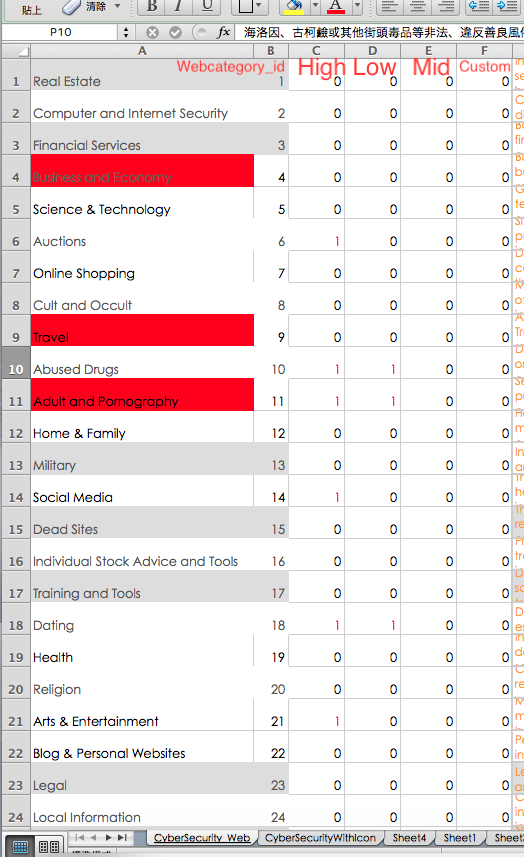 貼上 清除 B I U A
P10 fx 海洛因、古柯鹼或其他街頭毒品等非法、違反善良風
A B C D E F
Webcategory_id High Low Mid Custom
1 Real Estate 1 0 0 0 0
2 Computer and Internet Security 2 0 0 0 0
3 Financial Services 3 0 0 0 0
4 Business and Economy 4 0 0 0 0
5 Science & Technology 5 0 0 0 0
6 Auctions 6 1 0 0 0
7 Online Shopping 7 0 0 0 0
8 Cult and Occult 8 0 0 0 0
9 Travel 9 0 0 0 0
10 Abused Drugs 10 1 1 0 0
11 Adult and Pornography 11 1 1 0 0
12 Home & Family 12 0 0 0 0
13 Military 13 0 0 0 0
14 Social Media 14 1 0 0 0
15 Dead Sites 15 0 0 0 0
16 Individual Stock Advice and Tools 16 0 0 0 0
17 Training and Tools 17 0 0 0 0
18 Dating 18 1 1 0 0
19 Health 19 0 0 0 0
20 Religion 20 0 0 0 0
21 Arts & Entertainment 21 1 0 0 0
22 Blog & Personal Websites 22 0 0 0 0
23 Legal 23 0 0 0 0
24 Local Information 24 0 0 0 0
CyberSecurity_Web CyberSecurityWithIcon Sheet4 Sheet1 Sheet